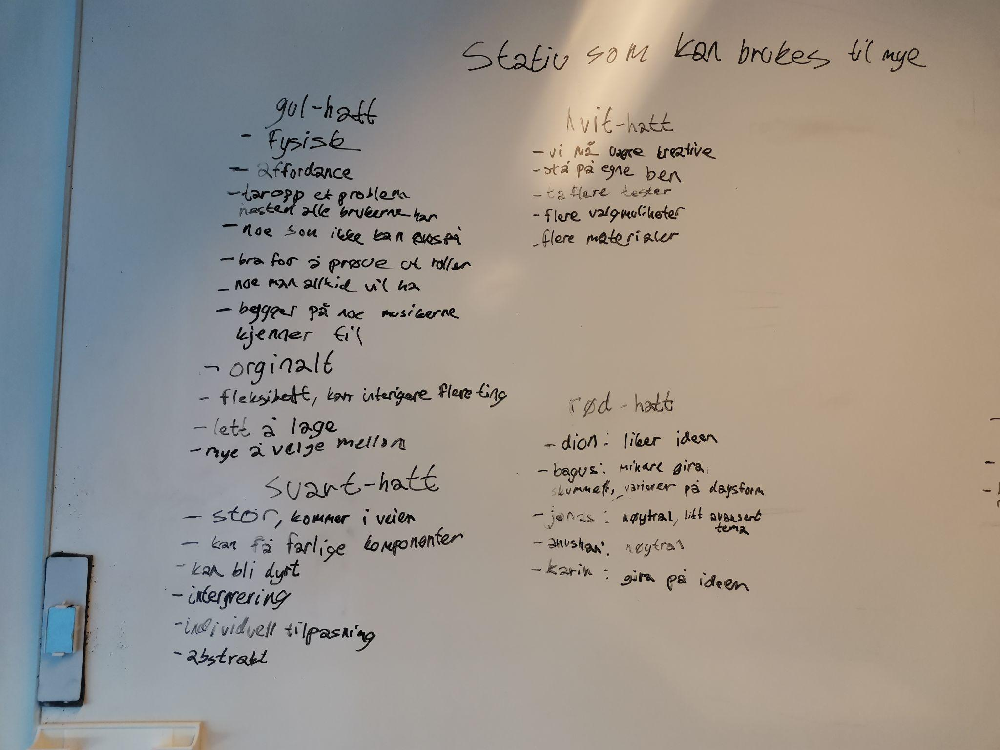 Stativ som kan brukes til mye
gul-hatt
- Fysisk
- affordance
- tar opp et problem
nesten alle brukerne har
- noe som ikke kan
- bra for å prøve ut roller
- noe man alltid vil ha
- beygger på noe musikerne
kjenner til
- orginalt
- fleksibelt, kan interigere flere ting
- lett å lage
- mye å velge mellom
svart-hatt
- stor, kommer i veien
- kan få farlige komponenter
- kan bli dyrt
- intergrering
- individuell tilpasning
- abstrakt
hvit-hatt
- vi må være kreative
- stå på egne ben
- ta flere tester
- flere valgmuliheter
- flere materialer
rød-hatt
- dion: liker ideen
- bagus: mindre gira,
skummelt, varierer på dagsform
- jonas: nøytral, litt avansert
tema
- anushan: nøytral
- karin: gira på ideen